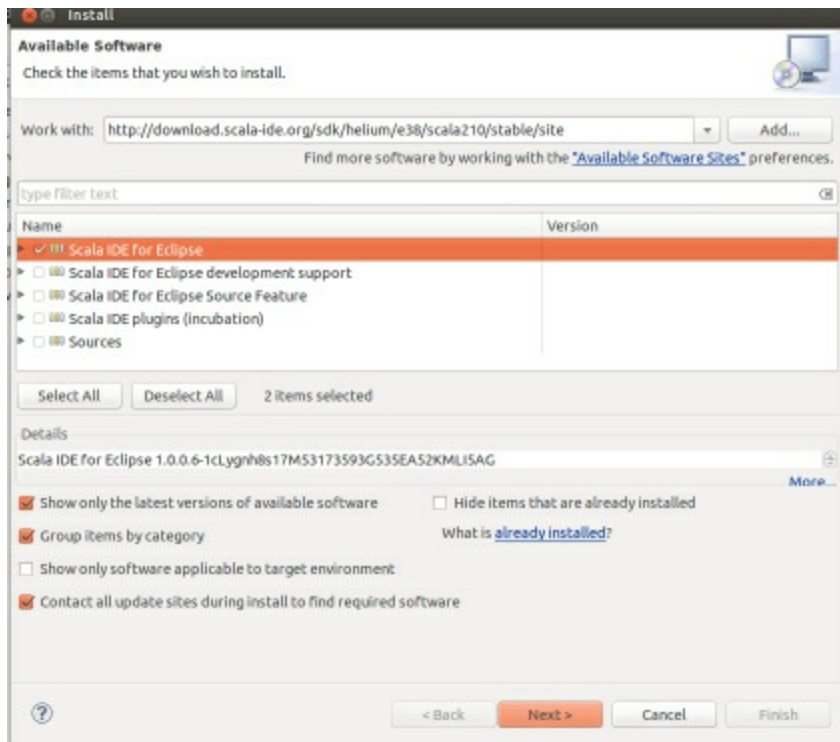 Install
Available Software
Check the items that you wish to install.
Work with: http://download.scala-ide.org/sdk/helium/e38/scala210/stable/site Add...
Find more software by working with the "Available Software Sites" preferences.
type filter text
Name Version
Scala IDE for Eclipse
Scala IDE for Eclipse development support
Scala IDE for Eclipse Source Feature
Scala IDE plugins (incubation)
Sources
Select All Deselect All 2 items selected
Details
Scala IDE for Eclipse
More...
Show only the latest versions of available software Hide items that are already installed
Group items by category What is already installed?
Show only software applicable to target environment
Contact all update sites during install to find required software
< Back Next > Cancel Finish